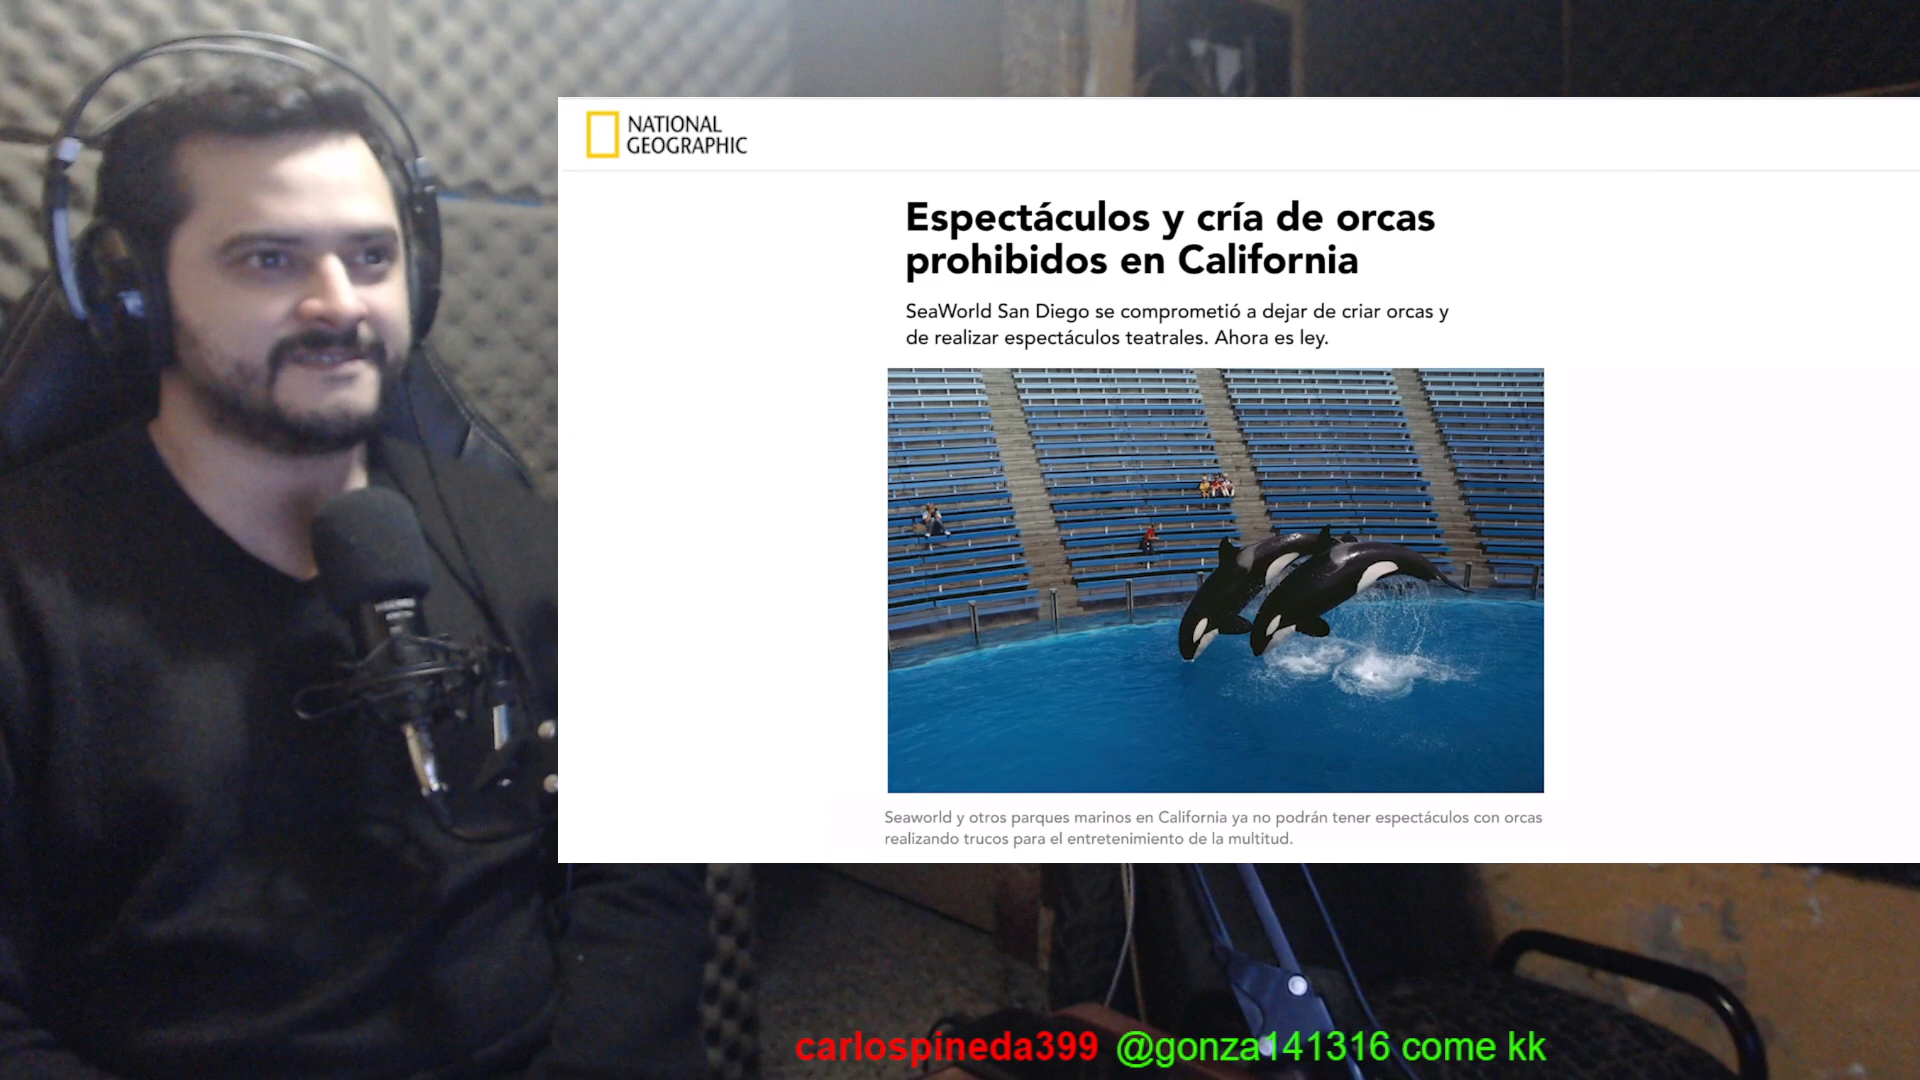 NATIONAL
GEOGRAPHIC
Espectáculos y cría de orcas
prohibidos en California
SeaWorld San Diego se comprometió a dejar de criar orcas y
de realizar espectáculos teatrales. Ahora es ley.
Seaworld y otros parques marinos en California ya no podrán tener espectáculos con orcas
realizando trucos para el entretenimiento de la multitud.
carlospineda399 @gonza141316 come kk